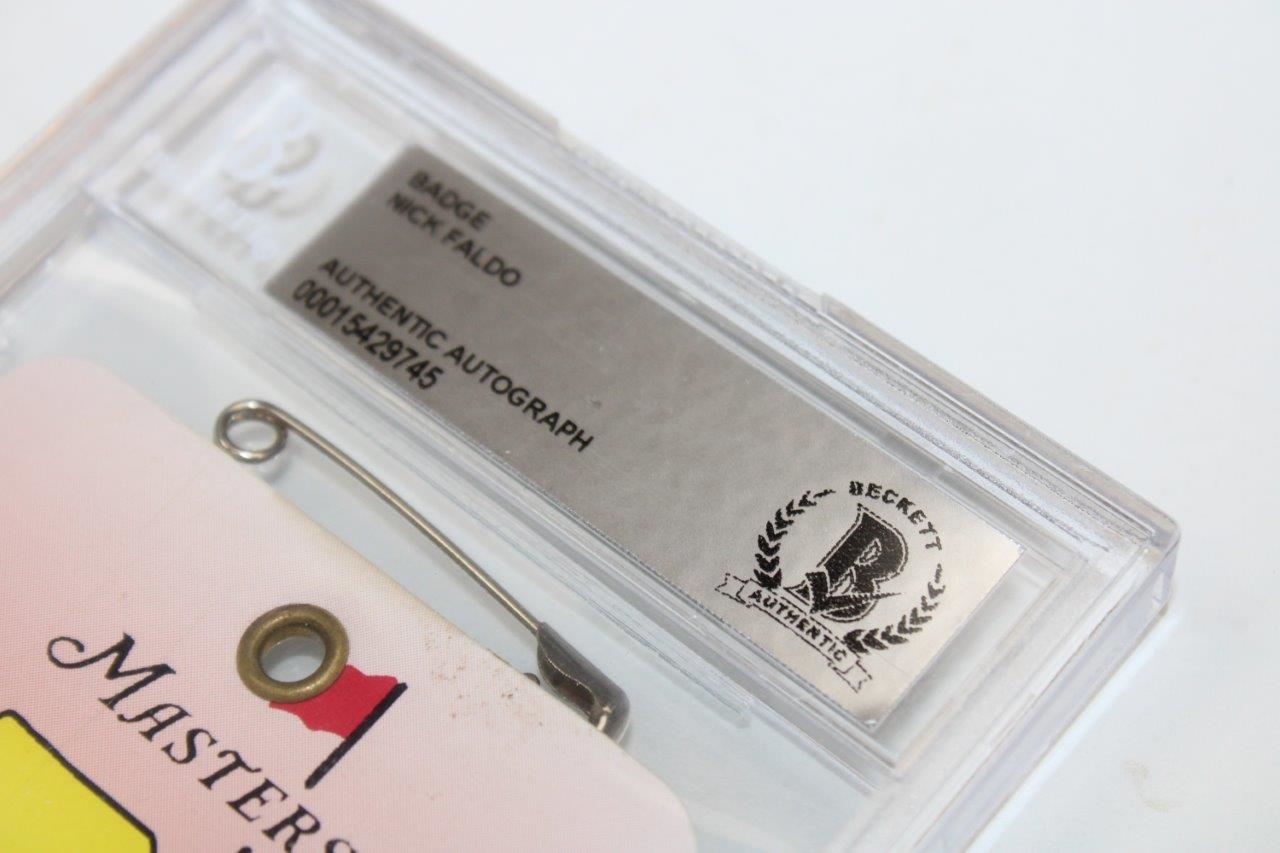 BADGE
NICK FALDO
AUTHENTIC AUTOGRAPH
00015429745
BECKETT
B
AUTHENTIC
MASTERS